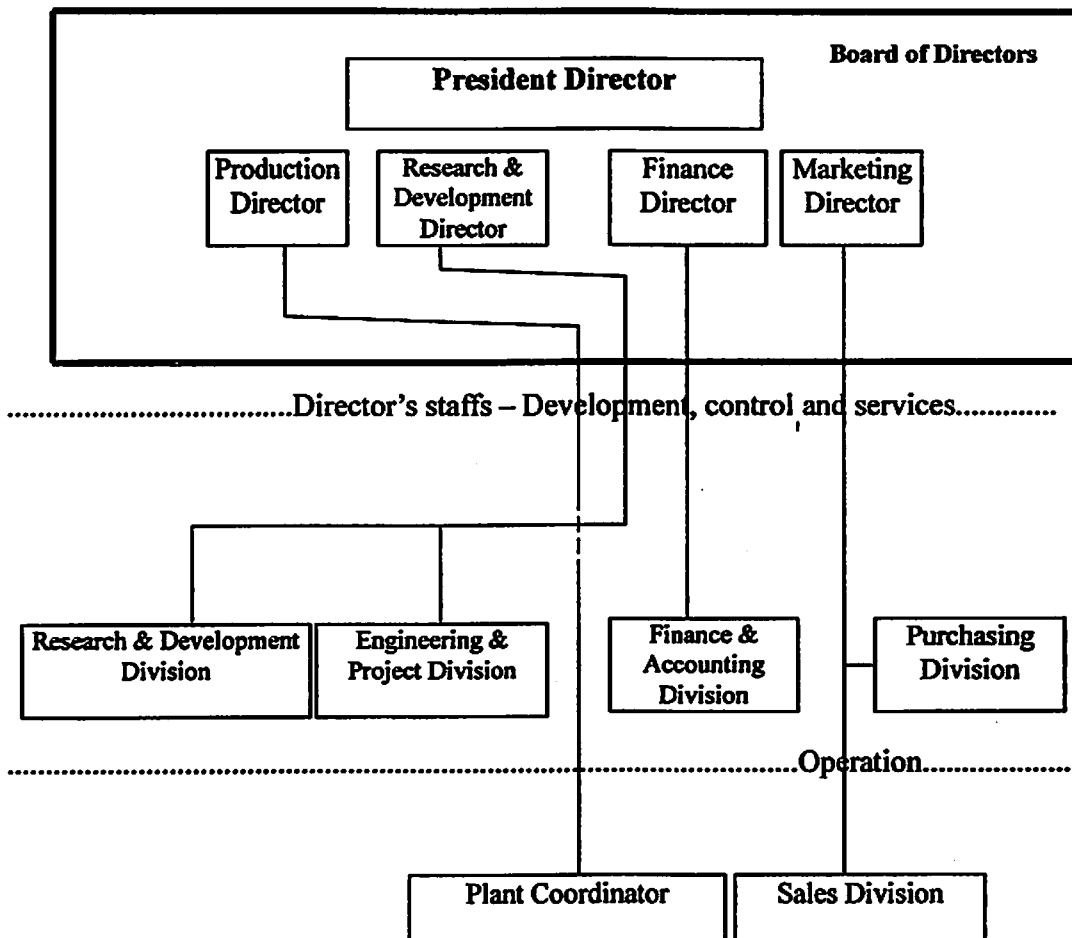 Board of Directors
President Director
Production
Director
Research &
Development
Director
Finance
Director
Marketing
Director
..................................Director's staffs – Development, control and services.............
Research & Development
Division
Engineering &
Project Division
Finance &
Accounting
Division
Purchasing
Division
..........................................................................................Operation..................
Plant Coordinator
Sales Division